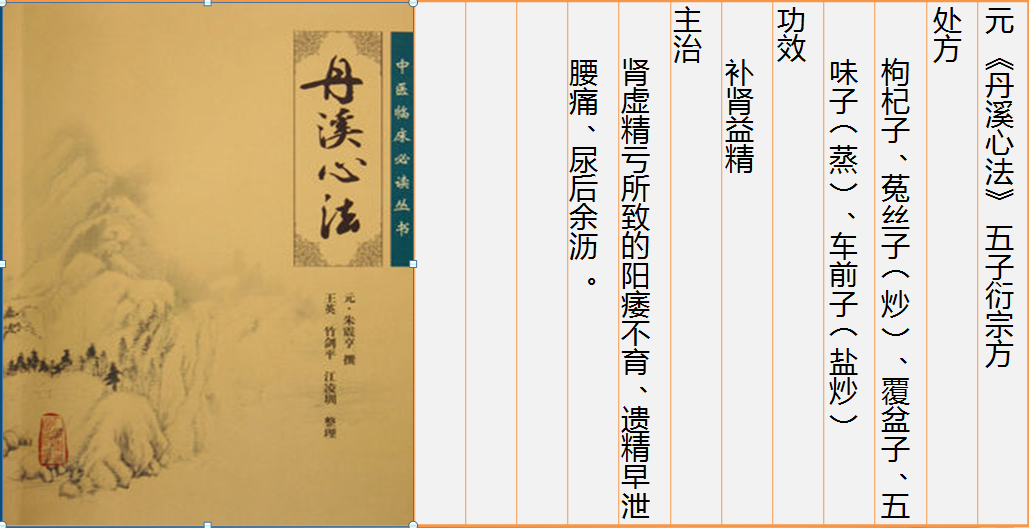 元 《丹溪心法》 五子衍宗方
处方
枸杞子、菟丝子（炒）、覆盆子、五
味子（蒸）、车前子（盐炒）
功效
补肾益精
主治
肾虚精亏所致的阳痿不育、遗精早泄
腰痛、尿后余沥。
中医临床必读丛书
丹溪心法
元·朱震亨 撰
王英 竹剑平 江凌圳 整理